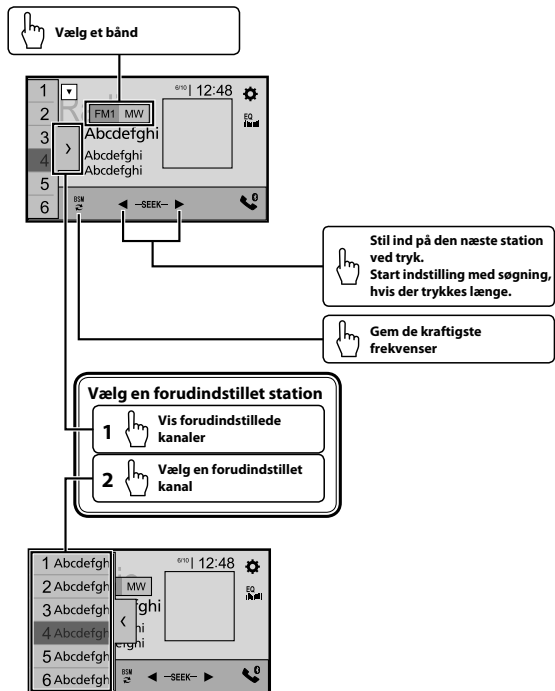 Vælg et bånd
1
2
3
4
5
6
6/10 12:48
FM1 MW
EQ
Abcdefghi
Abcdefghi
Abcdefghi
BSM
SEEK
Stil ind på den næste station
ved tryk.
Start indstilling med søgning,
hvis der trykkes længe.
Gem de kraftigste
frekvenser
Vælg en forudindstillet station
1 Vis forudindstillede
kanaler
2 Vælg en forudindstillet
kanal
1 Abcdefgh
2 Abcdefgh
3 Abcdefgh
4 Abcdefgh
5 Abcdefgh
6 Abcdefgh
6/10 12:48
MW
EQ
fghi
hi
efghi
BSM
SEEK